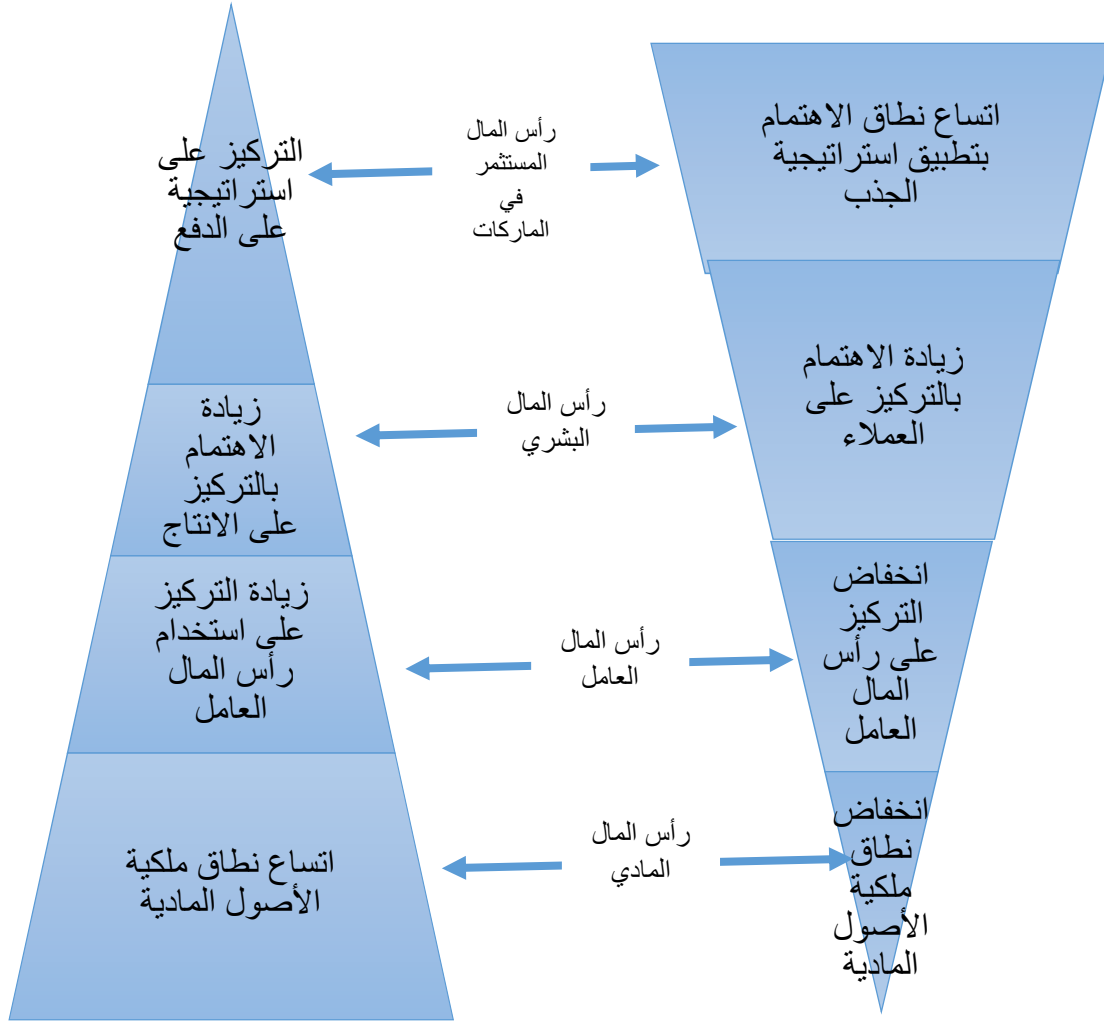 اتساع نطاق الاهتمام
بتطبيق استراتيجية
الجذب
رأس المال
المستثمر
في
الماركات
التركيز على
استراتيجية
على الدفع
زيادة الاهتمام
بالتركيز على
العملاء
رأس المال
البشري
زيادة
الاهتمام
بالتركيز
على الانتاج
انخفاض
التركيز
على رأس
المال
العامل
رأس المال
العامل
زيادة التركيز
على استخدام
رأس المال
العامل
انخفاض
نطاق
ملكية
الأصول
المادية
رأس المال
المادي
اتساع نطاق ملكية
الأصول المادية